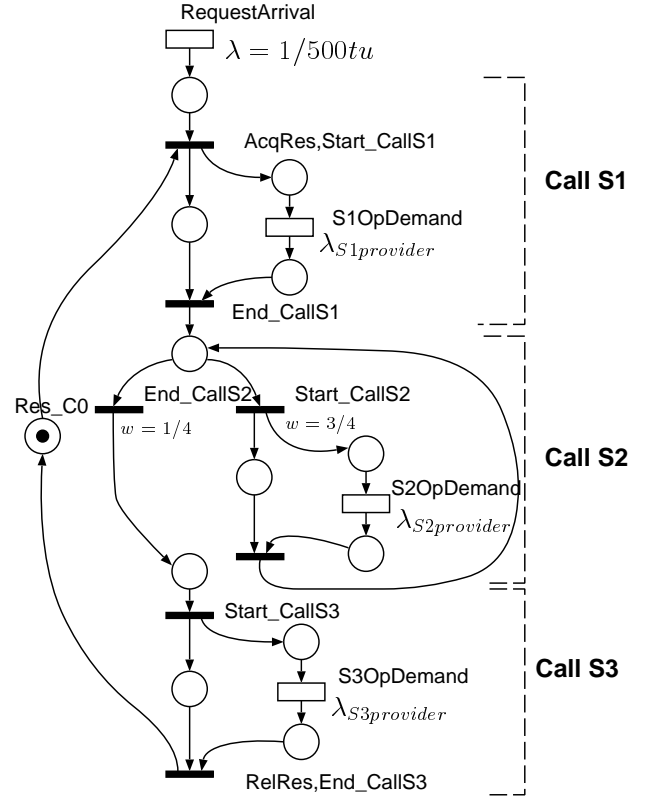 RequestArrival
λ = 1/500tu
AcqRes,Start_CallS1
Call S1
S1OpDemand
λS1provider
End_CallS1
End_CallS2
Start_CallS2
Res_C0
w = 1/4
w = 3/4
Call S2
S2OpDemand
λS2provider
Start_CallS3
Call S3
S3OpDemand
λS3provider
RelRes,End_CallS3